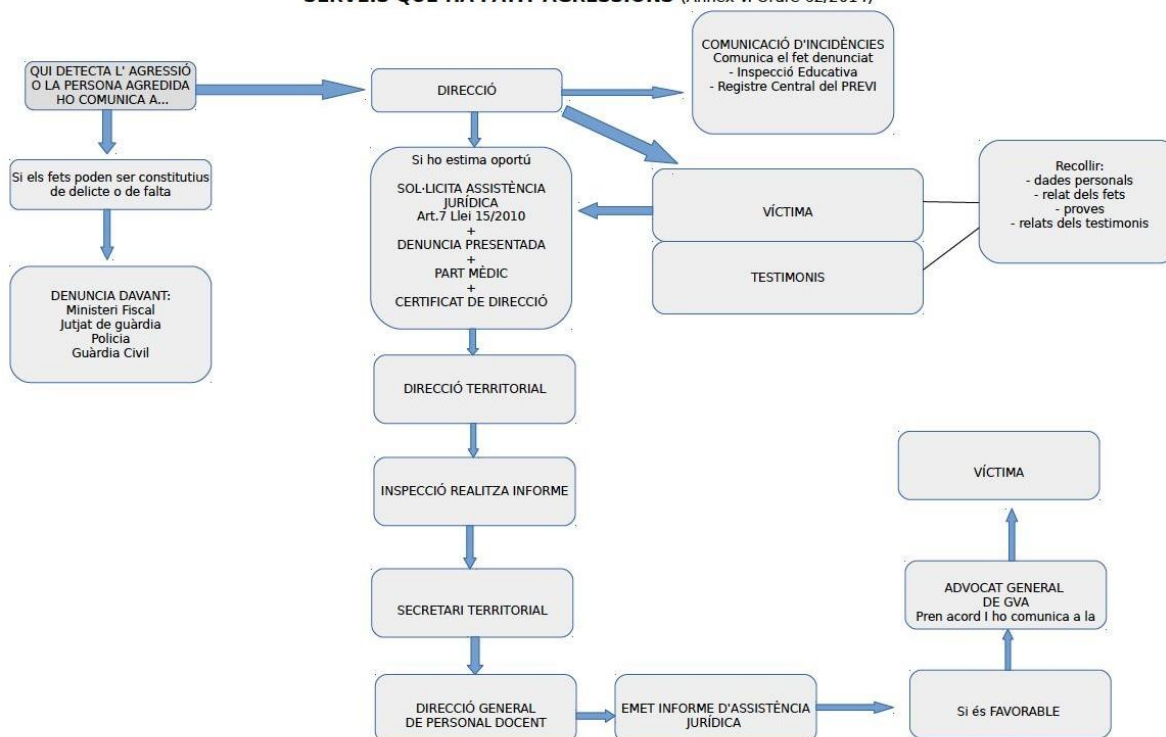 QUI DETECTA L' AGRESSIÓ
O LA PERSONA AGREDIDA
HO COMUNICA A...
Si els fets poden ser constitutius
de delicte o de falta
DENUNCIA DAVANT:
Ministeri Fiscal
Jutjat de guàrdia
Policia
Guàrdia Civil
DIRECCIÓ
COMUNICACIÓ D'INCIDÈNCIES
Comunica el fet denunciat
- Inspecció Educativa
- Registre Central del PREVI
Si ho estima oportú
SOL·LICITA ASSISTÈNCIA
JURÍDICA
Art.7 Llei 15/2010
+
DENUNCIA PRESENTADA
+
PART MÈDIC
+
CERTIFICAT DE DIRECCIÓ
VÍCTIMA
TESTIMONIS
Recollir:
- dades personals
- relat dels fets
- proves
- relats dels testimonis
DIRECCIÓ TERRITORIAL
INSPECCIÓ REALITZA INFORME
SECRETARI TERRITORIAL
DIRECCIÓ GENERAL
DE PERSONAL DOCENT
EMET INFORME D'ASSISTÈNCIA
JURÍDICA
Si és FAVORABLE
ADVOCAT GENERAL
DE GVA
Pren acord I ho comunica a la
VÍCTIMA